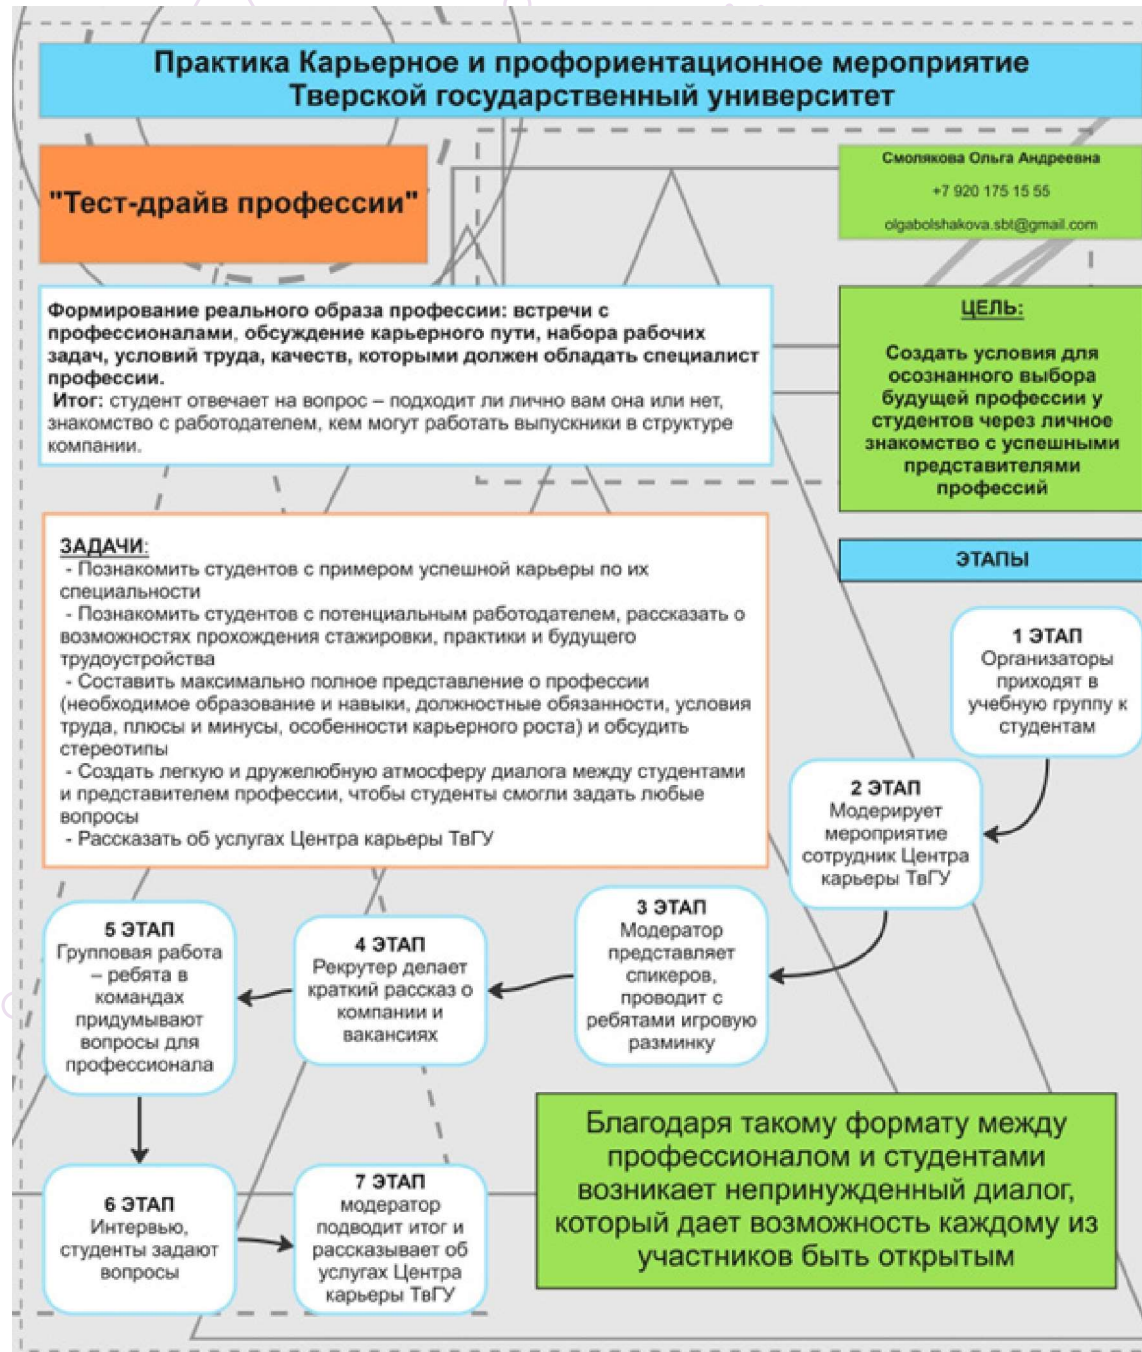 Практика Карьерное и профориентационное мероприятие
Тверской государственный университет
"Тест-драйв профессии"
Смолякова Ольга Андреевна
+7 920 175 15 55
olgabolshakova.sbt@gmail.com
Формирование реального образа профессии: встречи с
профессионалами, обсуждение карьерного пути, набора рабочих
задач, условий труда, качеств, которыми должен обладать специалист
профессии.
Итог: студент отвечает на вопрос – подходит ли лично вам она или нет,
знакомство с работодателем, кем могут работать выпускники в структуре
компании.
ЦЕЛЬ:
Создать условия для
осознанного выбора
будущей профессии у
студентов через личное
знакомство с успешными
представителями
профессий
ЗАДАЧИ:
- Познакомить студентов с примером успешной карьеры по их
специальности
- Познакомить студентов с потенциальным работодателем, рассказать о
возможностях прохождения стажировки, практики и будущего
трудоустройства
- Составить максимально полное представление о профессии
(необходимое образование и навыки, должностные обязанности, условия
труда, плюсы и минусы, особенности карьерного роста) и обсудить
стереотипы
- Создать легкую и дружелюбную атмосферу диалога между студентами
и представителем профессии, чтобы студенты смогли задать любые
вопросы
- Рассказать об услугах Центра карьеры ТвГУ
ЭТАПЫ
1 ЭТАП
Организаторы
приходят в
учебную группу к
студентам
2 ЭТАП
Модерирует
мероприятие
сотрудник Центра
карьеры ТвГУ
3 ЭТАП
Модератор
представляет
спикеров,
проводит с
ребятами игровую
разминку
4 ЭТАП
Рекрутер делает
краткий рассказ о
компании и
вакансиях
5 ЭТАП
Групповая работа
– ребята в
командах
придумывают
вопросы для
профессионала
6 ЭТАП
Интервью,
студенты задают
вопросы
7 ЭТАП
модератор
подводит итог и
рассказывает об
услугах Центра
карьеры ТвГУ
Благодаря такому формату между
профессионалом и студентами
возникает непринужденный диалог,
который дает возможность каждому из
участников быть открытым